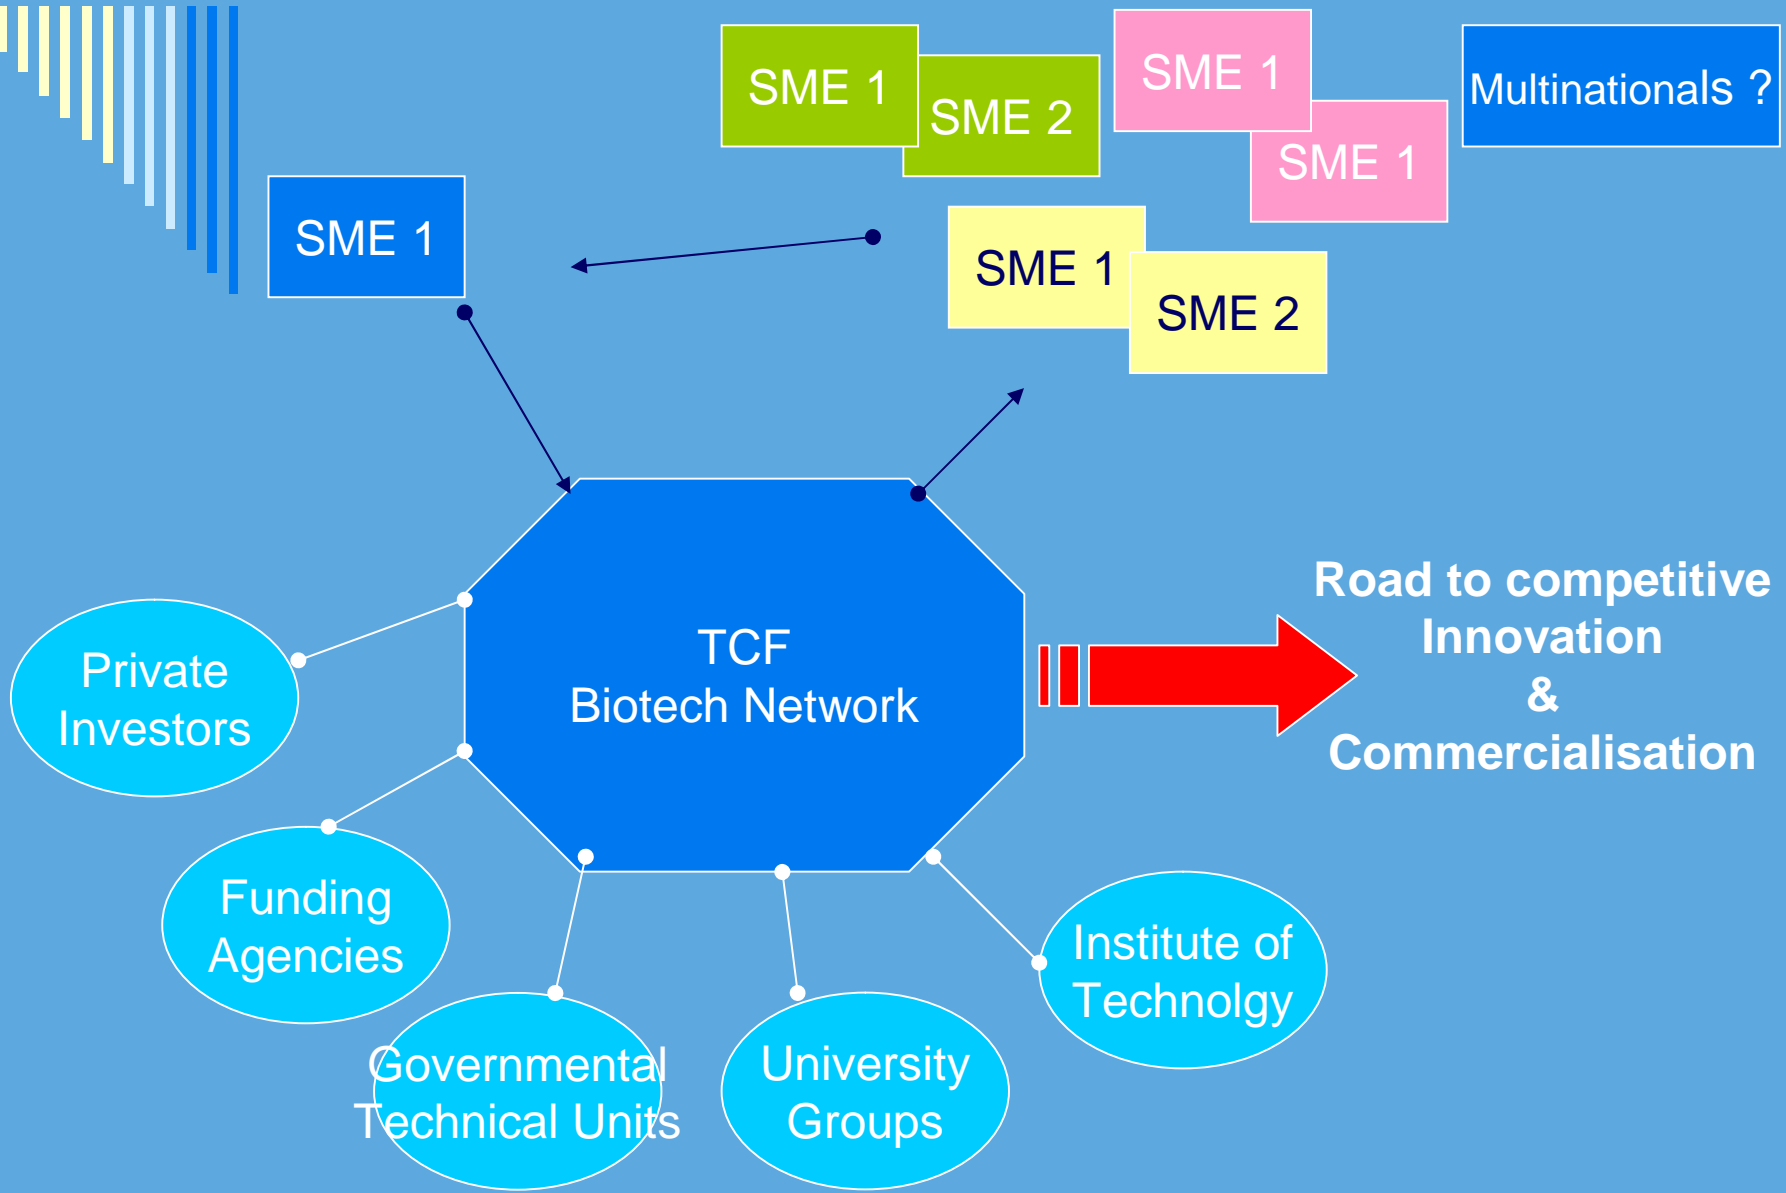 SME 1
SME 2
SME 1
SME 1
Multinationals ?
SME 1
SME 1
SME 2
TCF
Biotech Network
Road to competitive
Innovation
&
Commercialisation
Private
Investors
Funding
Agencies
Governmental
Technical Units
University
Groups
Institute of
Technolgy